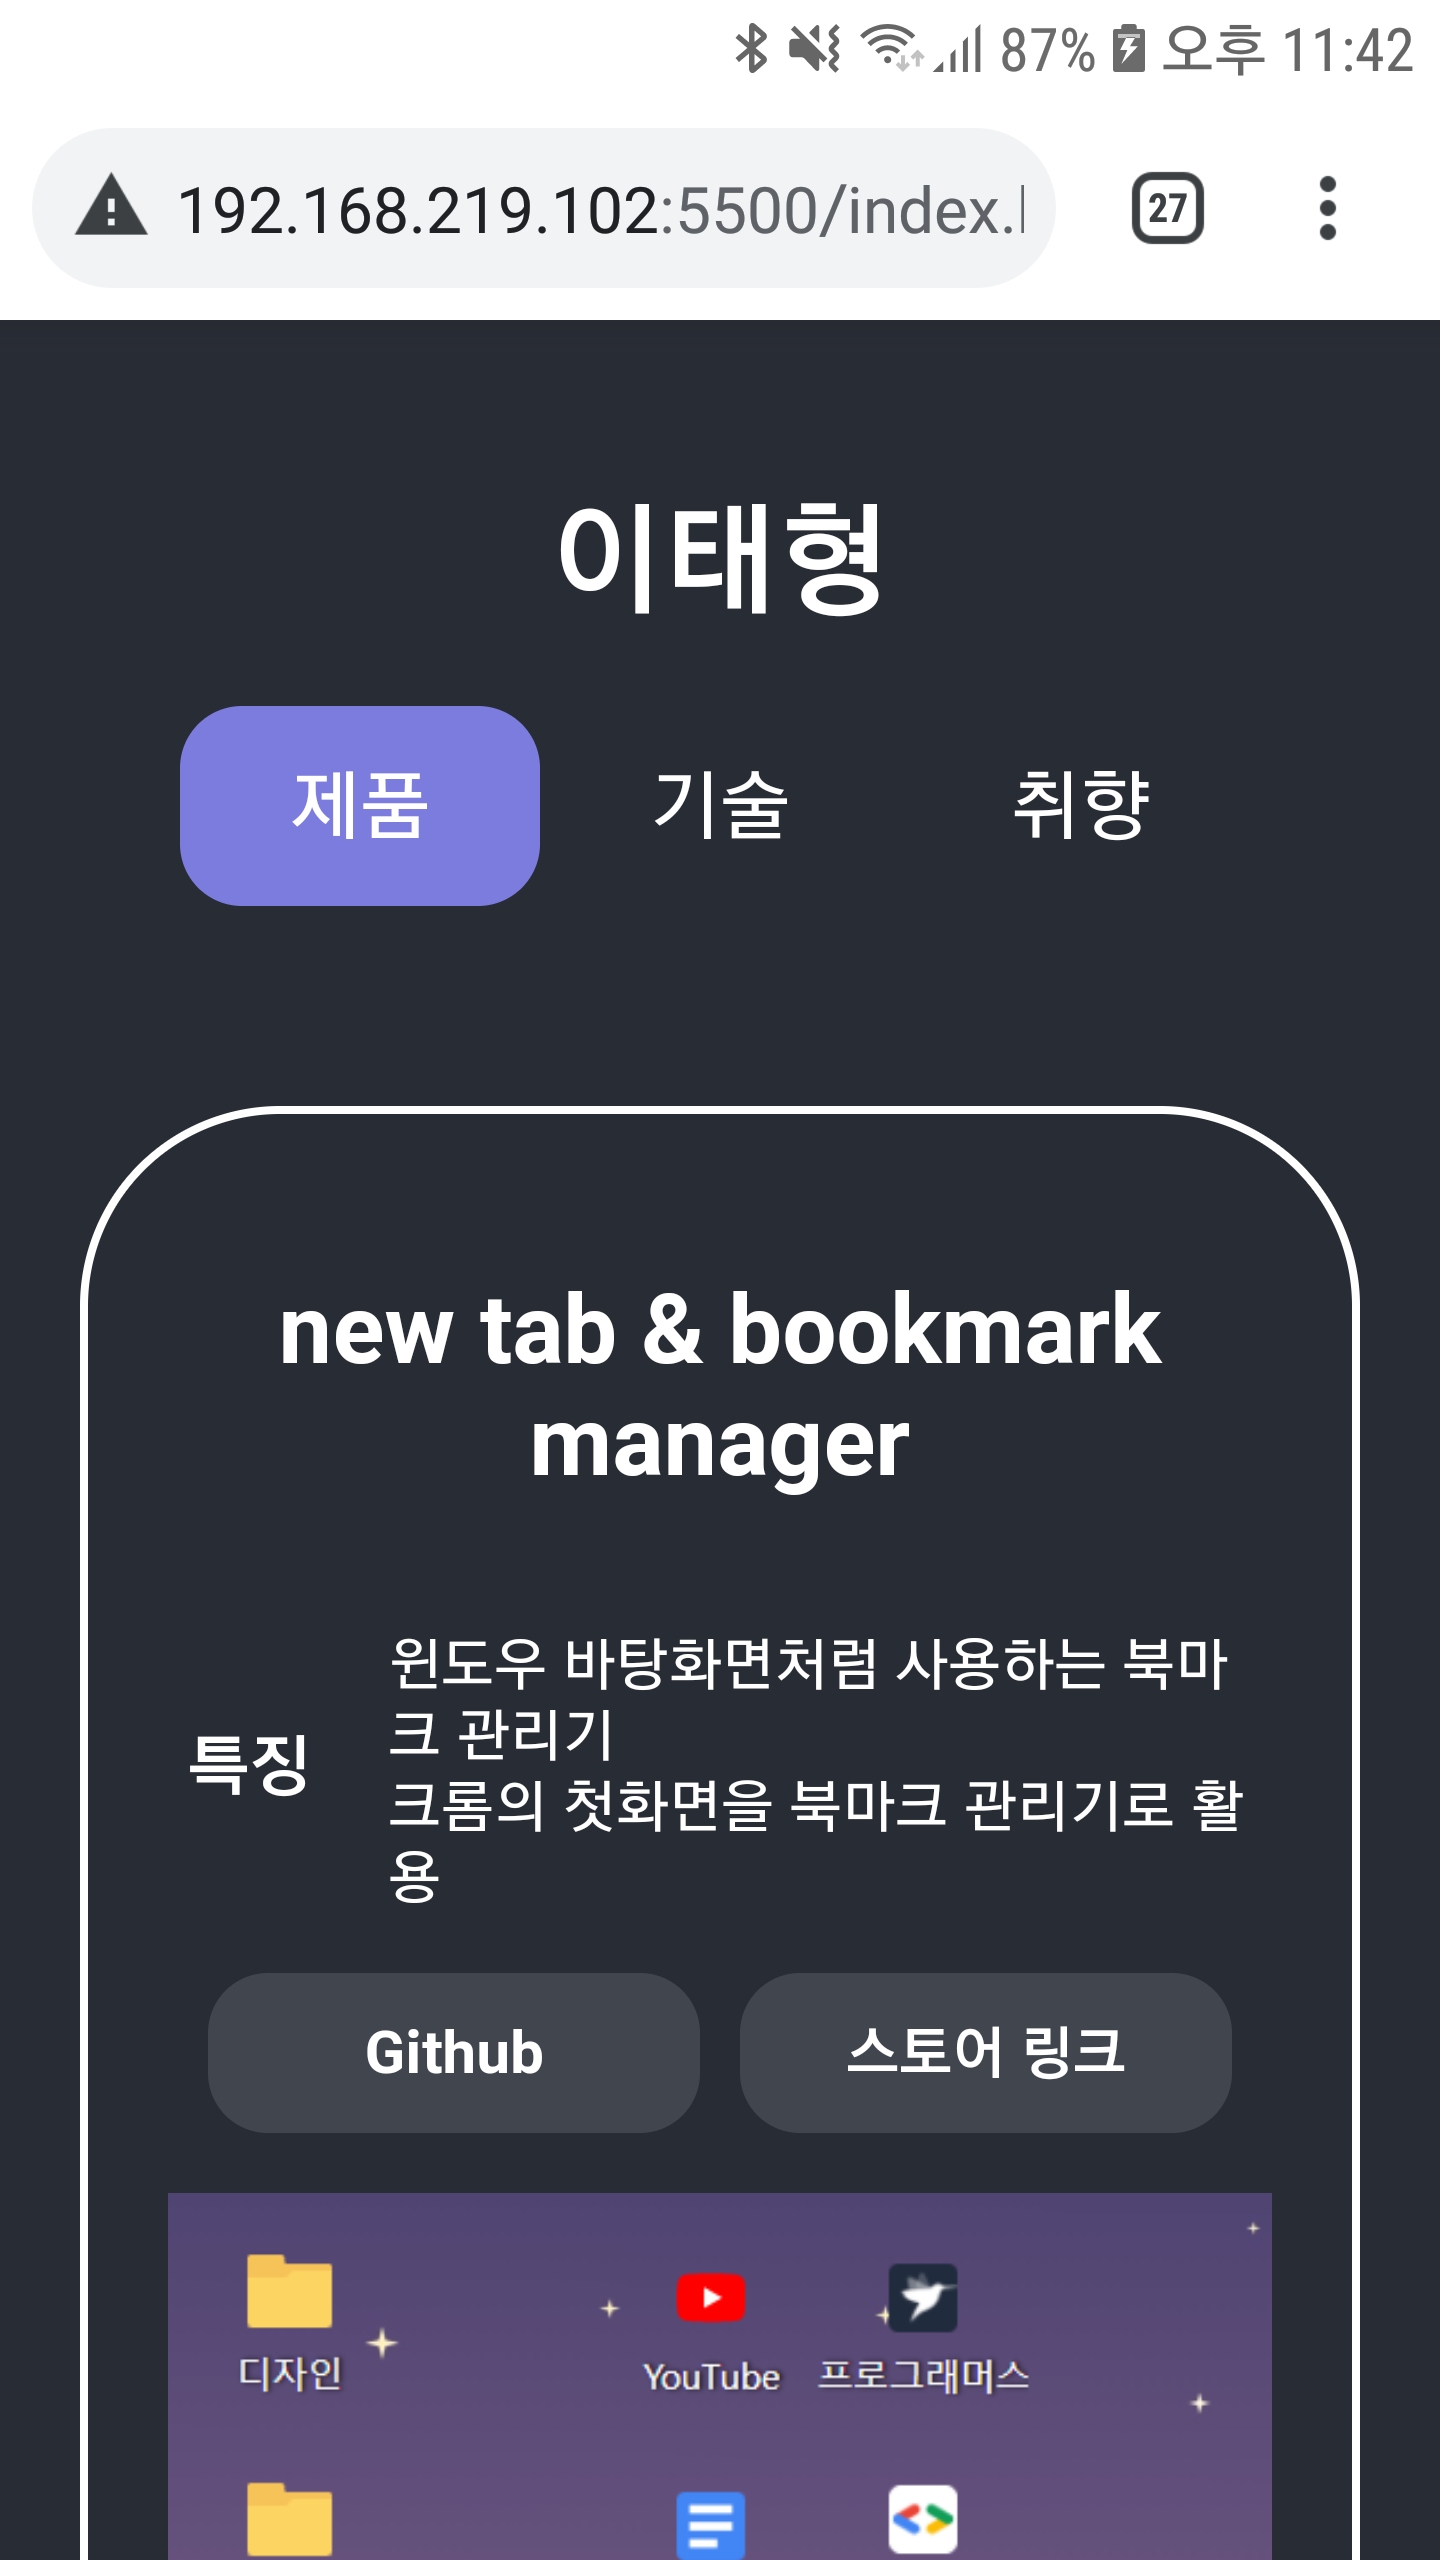 87% 오후 11:42
192.168.219.102:5500/index.
27
이태형
제품 기술 취향
new tab & bookmark
manager
윈도우 바탕화면처럼 사용하는 북마
크 관리기
특징
크롬의 첫화면을 북마크 관리기로 활
용
Github 스토어 링크
디자인 YouTube 프로그래머스